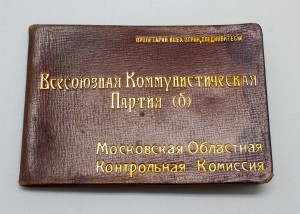 ПРОЛЕТАРИИ ВСЕХ СТРАН, СОЕДИНЯЙТЕСЬ
Всесоюзная Коммунистическая
Партия (б)
Московская Областная
Контрольная Комиссия